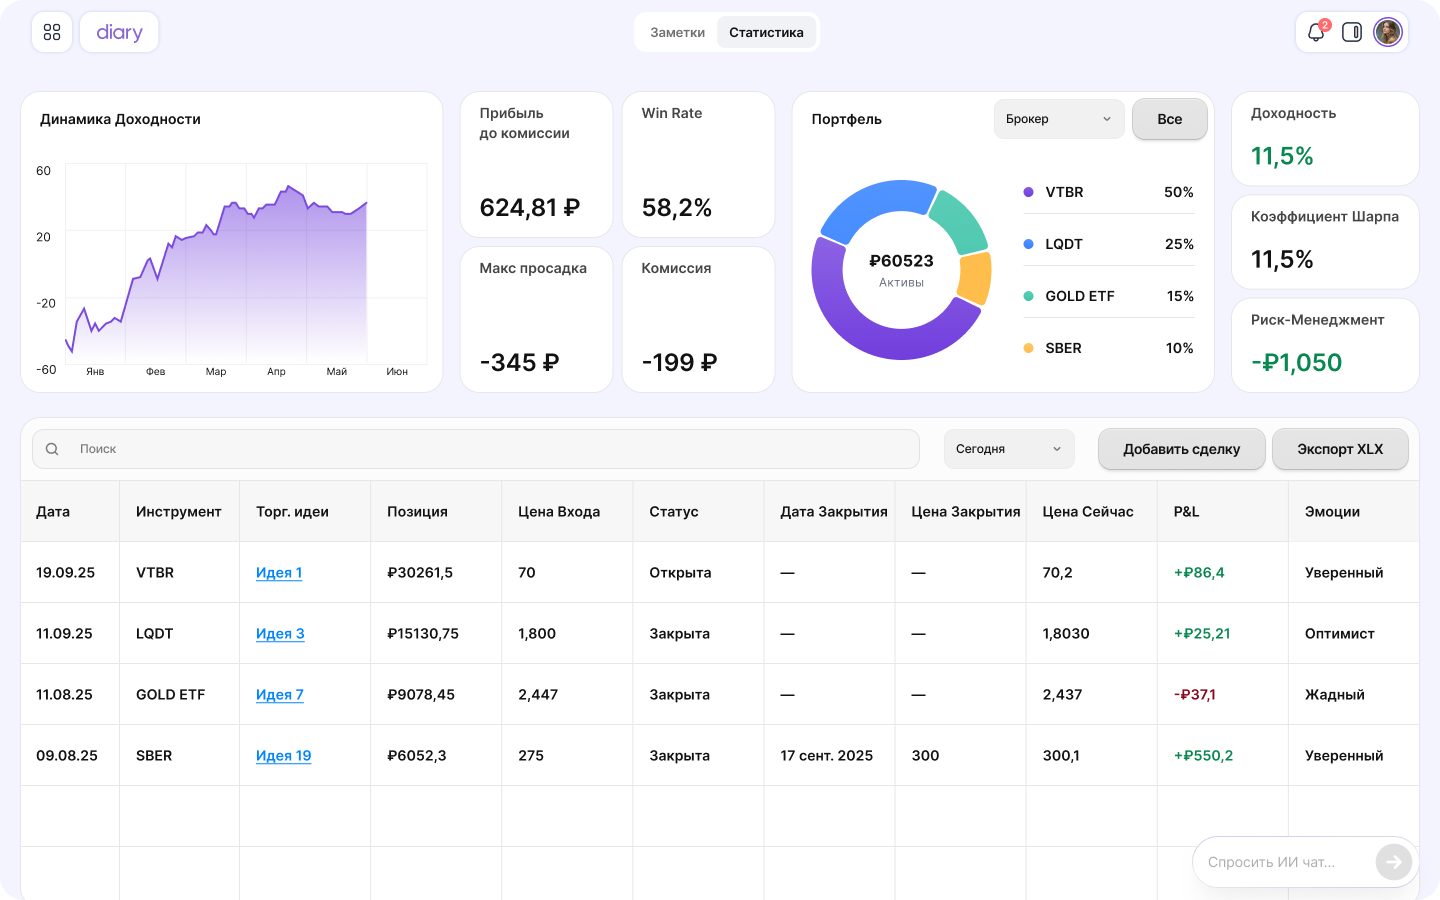 diary
Заметки
Статистика
2
Динамика Доходности
60
20
-20
-60
Янв
Фев
Мар
Апр
Май
Июн
Прибыль
до комиссии
624,81 ₽
Win Rate
58,2%
Макс просадка
-345 ₽
Комиссия
-199 ₽
Портфель
Брокер
Все
₽60523
Активы
VTBR 50%
LQDT 25%
GOLD ETF 15%
SBER 10%
Доходность
11,5%
Коэффициент Шарпа
11,5%
Риск-Менеджмент
-₽1,050
Поиск
Сегодня
Добавить сделку
Экспорт XLX
Дата Инструмент Торг. идеи Позиция Цена Входа Статус Дата Закрытия Цена Закрытия Цена Сейчас P&L Эмоции
19.09.25 VTBR Идея 1 ₽30261,5 70 Открыта — — 70,2 +₽86,4 Уверенный
11.09.25 LQDT Идея 3 ₽15130,75 1,800 Закрыта — — 1,8030 +₽25,21 Оптимист
11.08.25 GOLD ETF Идея 7 ₽9078,45 2,447 Закрыта — — 2,437 -₽37,1 Жадный
09.08.25 SBER Идея 19 ₽6052,3 275 Закрыта 17 сент. 2025 300 300,1 +₽550,2 Уверенный
Спросить ИИ чат...